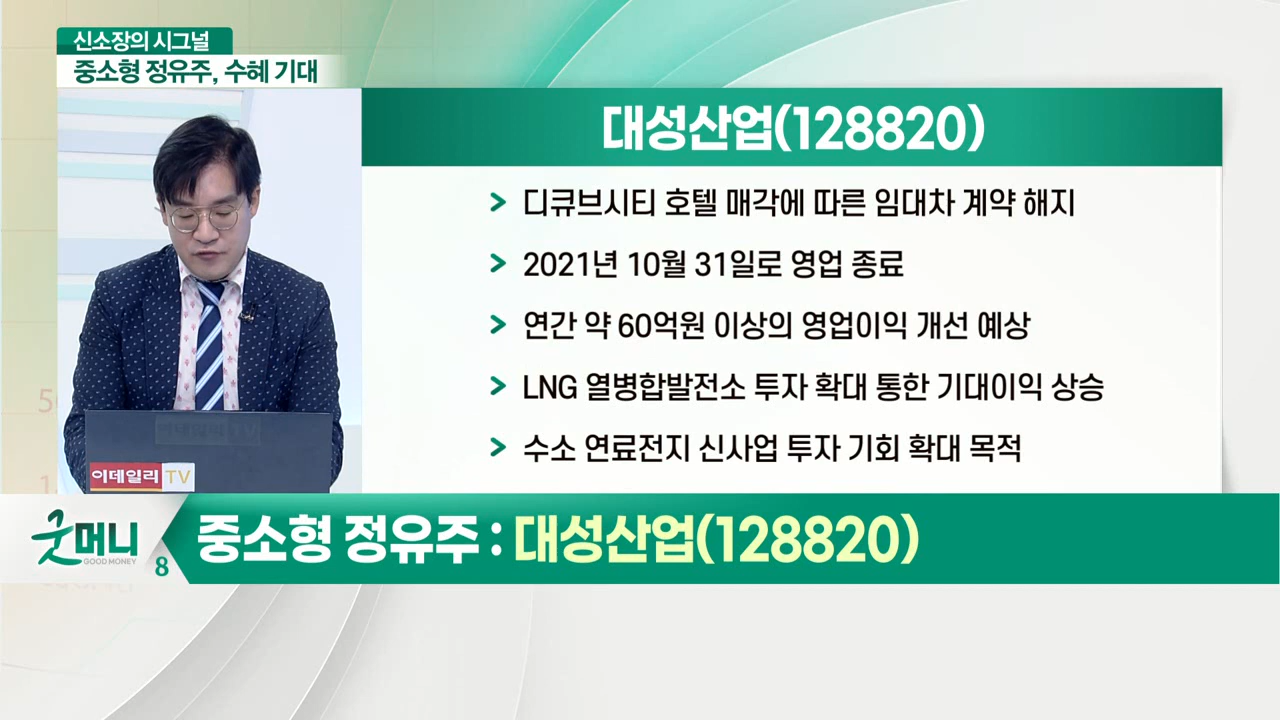 신소장의 시그널
중소형 정유주, 수혜 기대
대성산업(128820)
> 디큐브시티 호텔 매각에 따른 임대차 계약 해지
> 2021년 10월 31일로 영업 종료
> 연간 약 60억원 이상의 영업이익 개선 예상
> LNG 열병합발전소 투자 확대 통한 기대이익 상승
> 수소 연료전지 신사업 투자 기회 확대 목적
이데일리 TV
이데일리 TV
굿머니
GOOD MONEY
8
중소형 정유주 : 대성산업(128820)